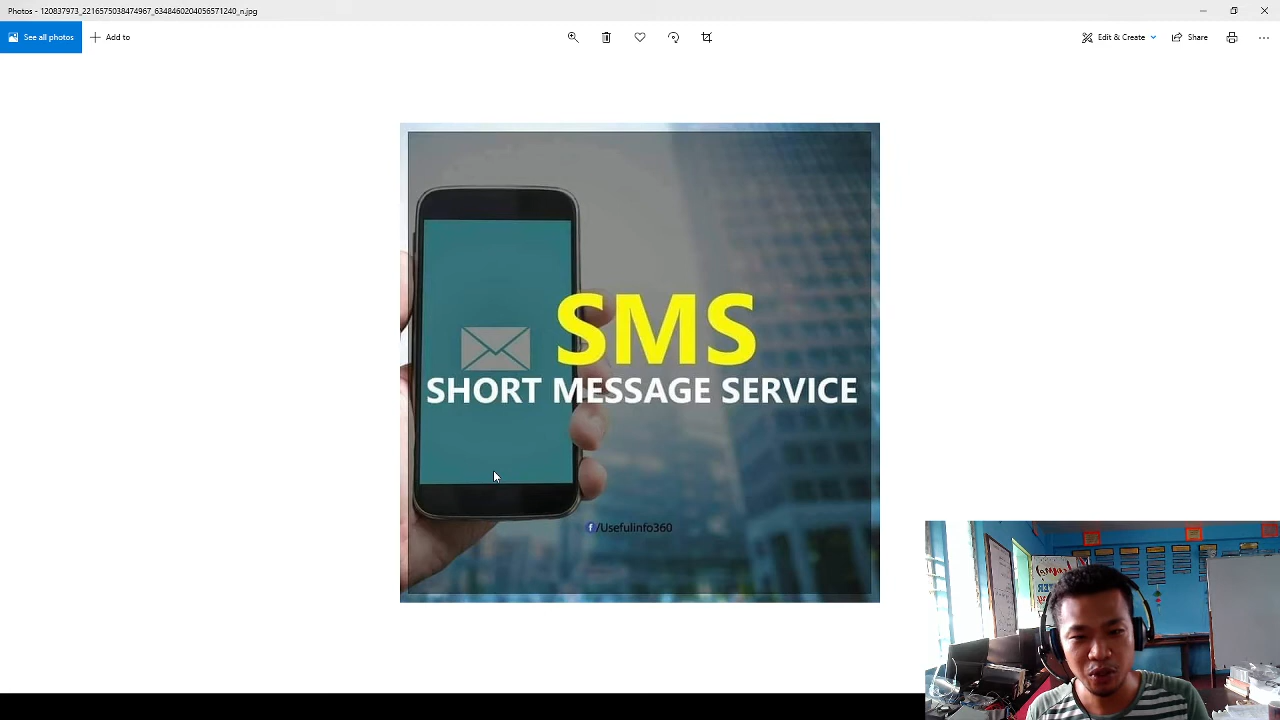 Photos - 120837973_2216575038474967_6348460204056571240_n.jpg
See all photos
Add to
Edit & Create
Share
SMS
SHORT MESSAGE SERVICE
f/Usefulinfo360